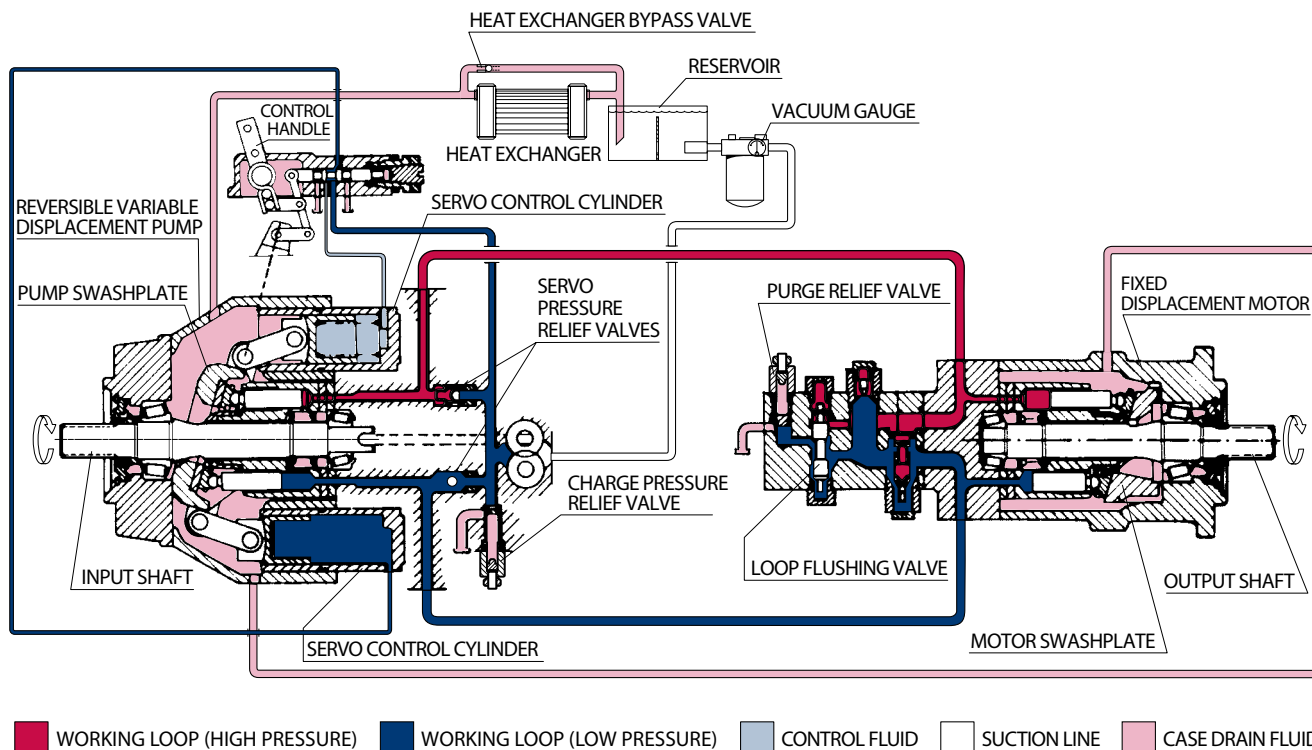 HEAT EXCHANGER BYPASS VALVE
RESERVOIR
VACUUM GAUGE
CONTROL
HANDLE
HEAT EXCHANGER
REVERSIBLE VARIABLE
DISPLACEMENT PUMP
SERVO CONTROL CYLINDER
PUMP SWASHPLATE
SERVO
PRESSURE
RELIEF VALVES
PURGE RELIEF VALVE
FIXED
DISPLACEMENT MOTOR
CHARGE PRESSURE
RELIEF VALVE
INPUT SHAFT
LOOP FLUSHING VALVE
OUTPUT SHAFT
SERVO CONTROL CYLINDER
MOTOR SWASHPLATE
WORKING LOOP (HIGH PRESSURE)
WORKING LOOP (LOW PRESSURE)
CONTROL FLUID
SUCTION LINE
CASE DRAIN FLUID